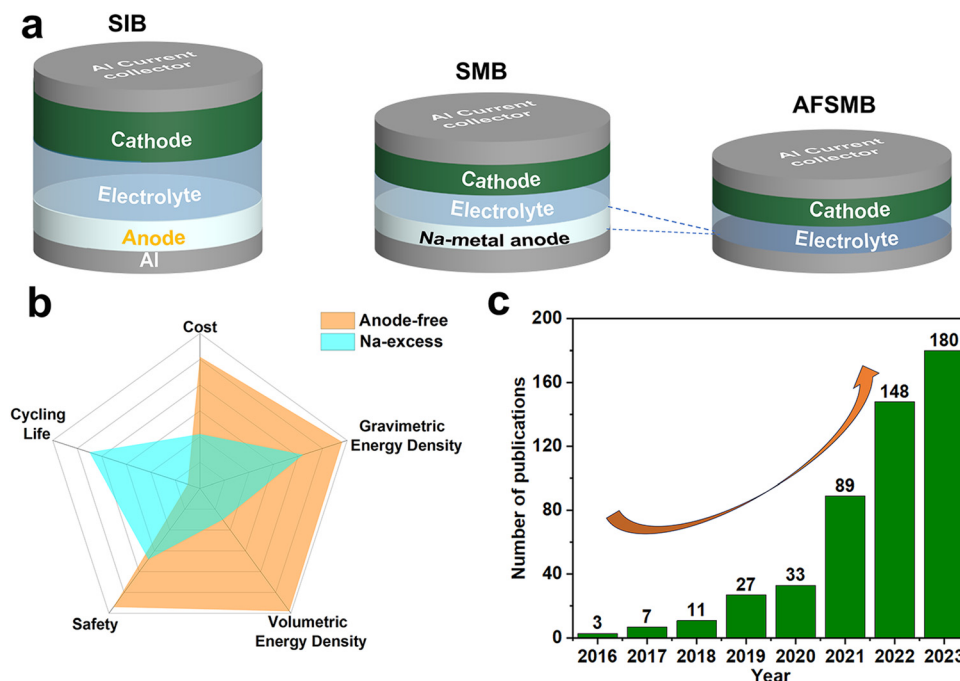 a
SIB
Al Current
collector
Cathode
Electrolyte
Anode
Al
SMB
Al Current
collector
Cathode
Electrolyte
Na-metal anode
AFSMB
Al Current
collector
Cathode
Electrolyte
b
Anode-free
Na-excess
Cost
Gravimetric
Energy Density
Volumetric
Energy Density
Safety
Cycling
Life
c
Number of publications
200
160
120
80
40
0
3
7
11
27
33
89
148
180
2016 2017 2018 2019 2020 2021 2022 2023
Year